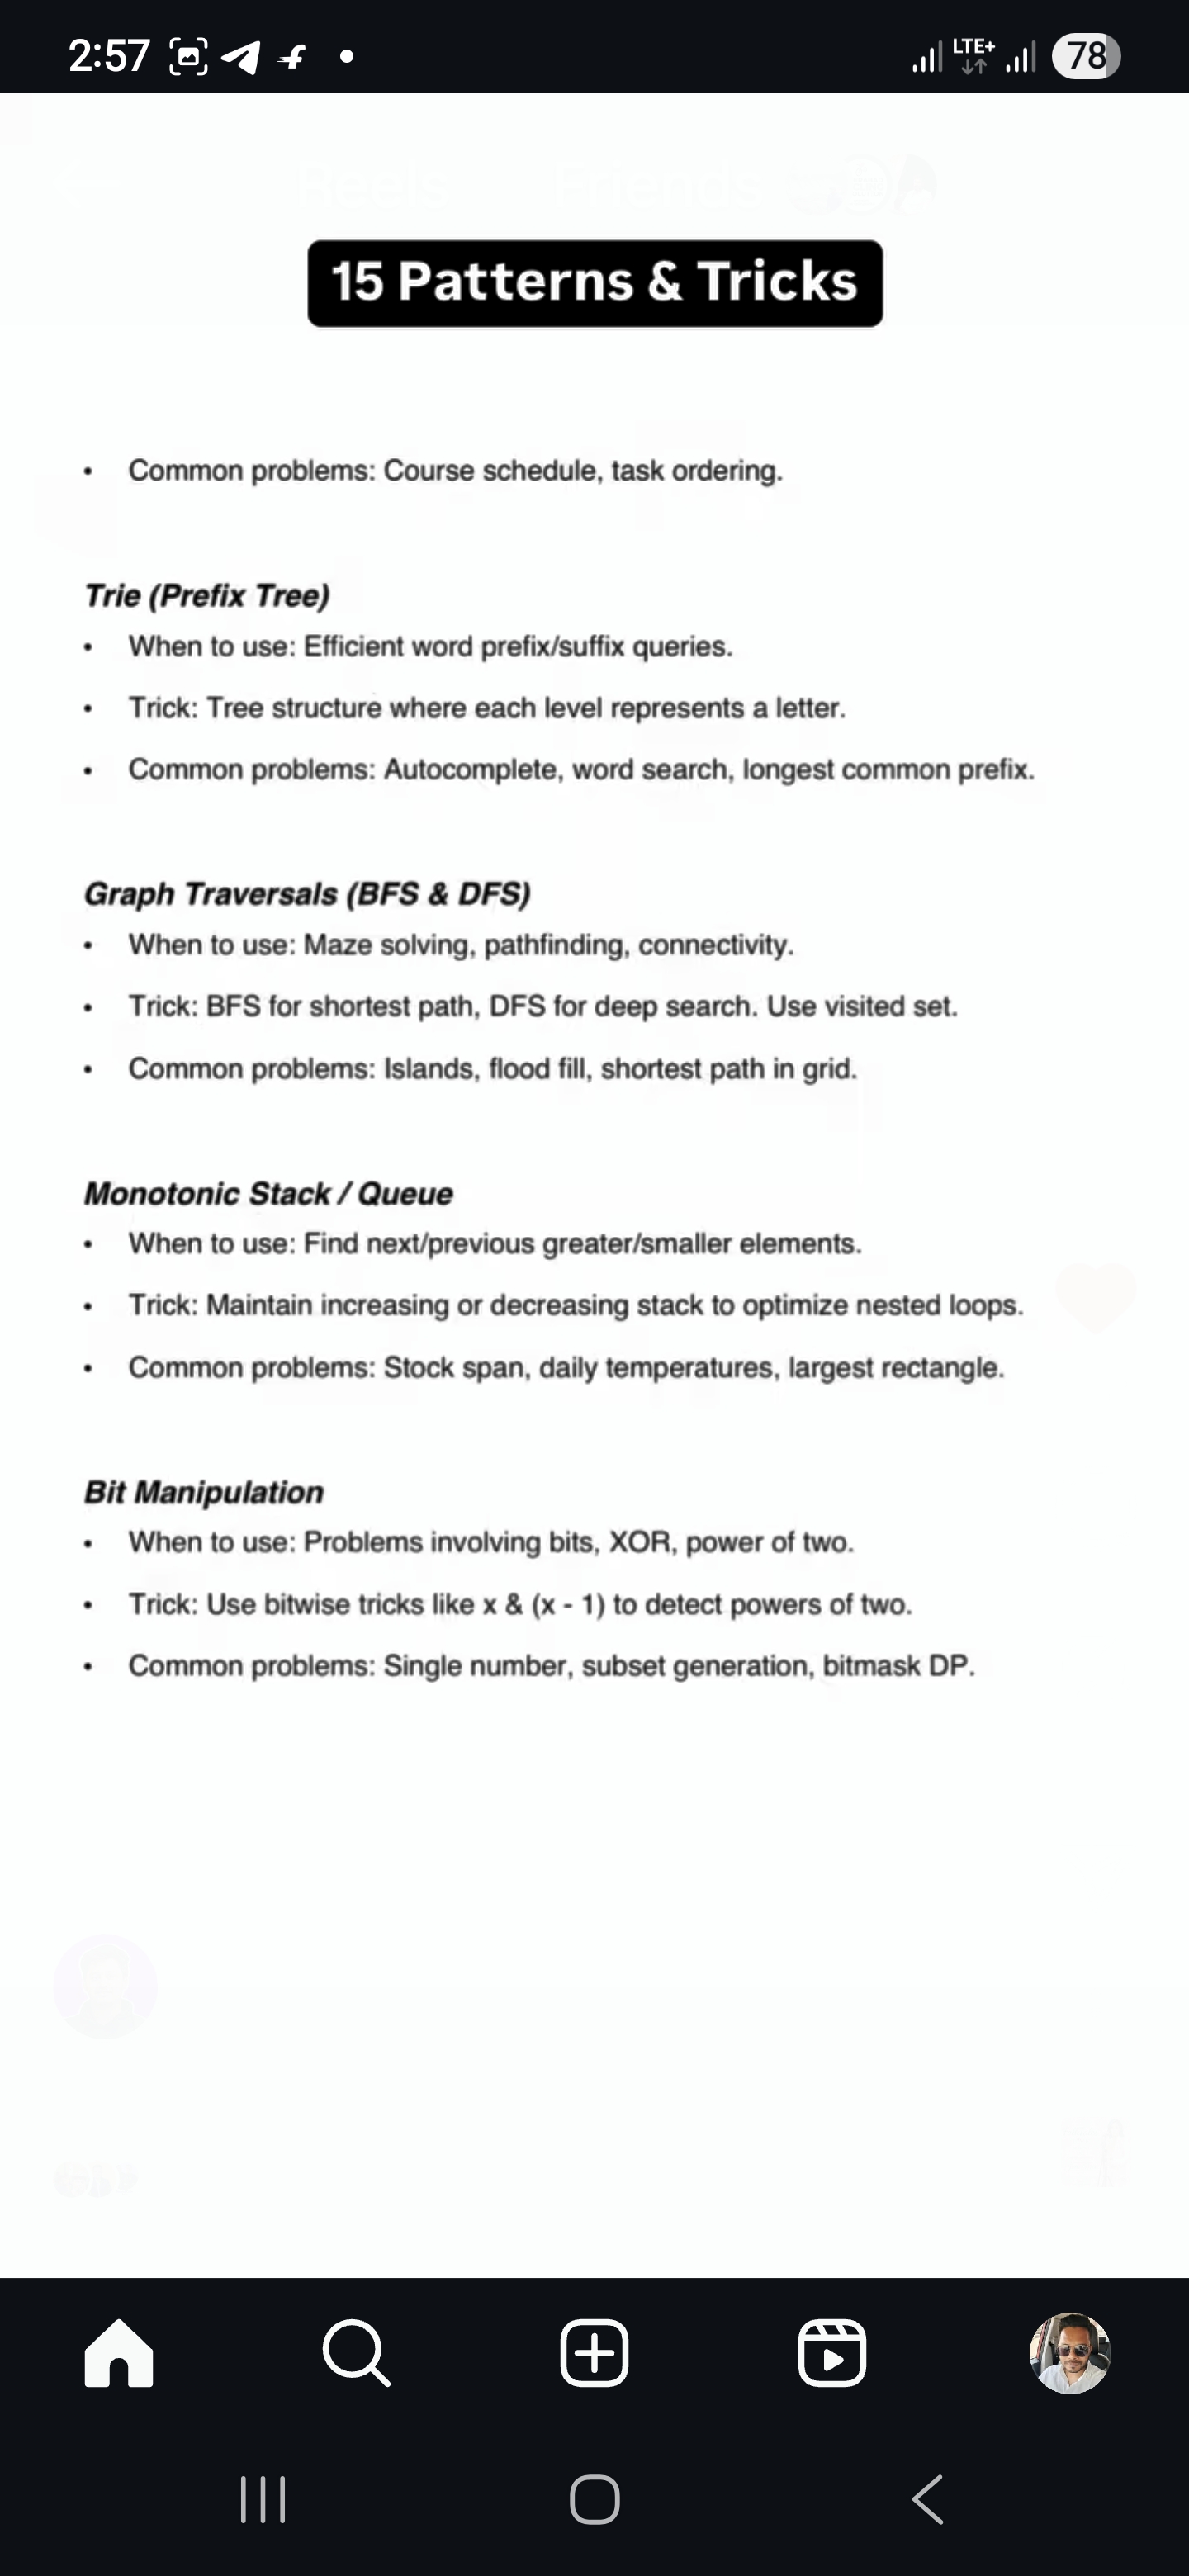 2:57
LTE+
78
15 Patterns & Tricks
• Common problems: Course schedule, task ordering.
Trie (Prefix Tree)
• When to use: Efficient word prefix/suffix queries.
• Trick: Tree structure where each level represents a letter.
• Common problems: Autocomplete, word search, longest common prefix.
Graph Traversals (BFS & DFS)
• When to use: Maze solving, pathfinding, connectivity.
• Trick: BFS for shortest path, DFS for deep search. Use visited set.
• Common problems: Islands, flood fill, shortest path in grid.
Monotonic Stack / Queue
• When to use: Find next/previous greater/smaller elements.
• Trick: Maintain increasing or decreasing stack to optimize nested loops.
• Common problems: Stock span, daily temperatures, largest rectangle.
Bit Manipulation
• When to use: Problems involving bits, XOR, power of two.
• Trick: Use bitwise tricks like x & (x - 1) to detect powers of two.
• Common problems: Single number, subset generation, bitmask DP.